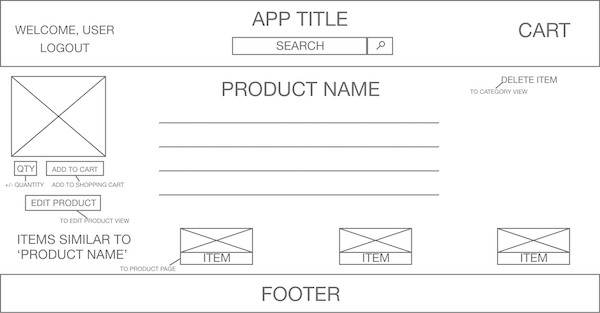 WELCOME, USER
LOGOUT
APP TITLE
SEARCH
CART
PRODUCT NAME
DELETE ITEM
TO CATEGORY VIEW
QTY
ADD TO CART
+/- QUANTITY
ADD TO SHOPPING CART
EDIT PRODUCT
TO EDIT PRODUCT VIEW
ITEMS SIMILAR TO
‘PRODUCT NAME’
TO PRODUCT PAGE
ITEM
ITEM
ITEM
FOOTER